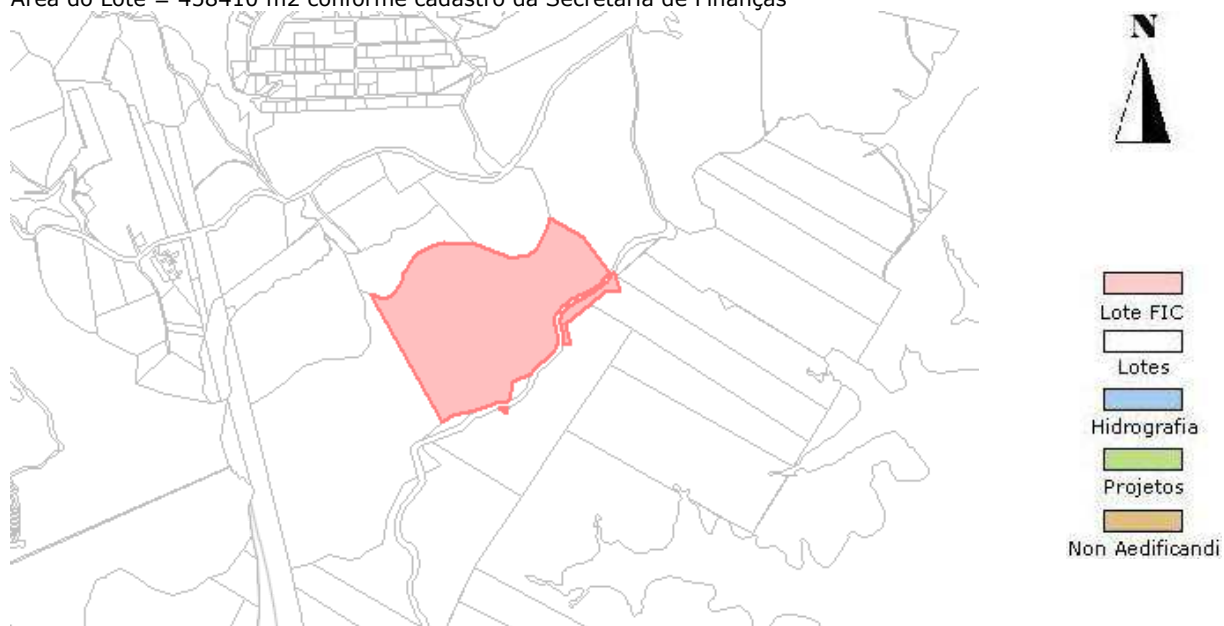 Área do Lote = 458410 m2 conforme cadastro da Secretaria de Finanças
N
Lote FIC
Lotes
Hidrografia
Projetos
Non Aedificandi